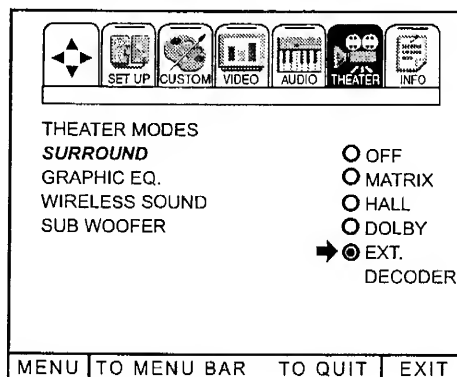 SET UP CUSTOM VIDEO AUDIO THEATER INFO
THEATER MODES
SURROUND
GRAPHIC EQ.
WIRELESS SOUND
SUB WOOFER
OFF
MATRIX
HALL
DOLBY
EXT.
DECODER
MENU TO MENU BAR TO QUIT EXIT